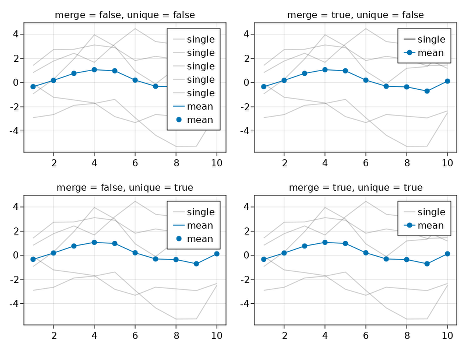 merge = false, unique = false
4
2
0
-2
-4
2
4
6
8
10
single
single
single
single
single
mean
mean
merge = true, unique = false
4
2
0
-2
-4
2
4
6
8
10
single
mean
merge = false, unique = true
4
2
0
-2
-4
2
4
6
8
10
single
mean
mean
merge = true, unique = true
4
2
0
-2
-4
2
4
6
8
10
single
mean